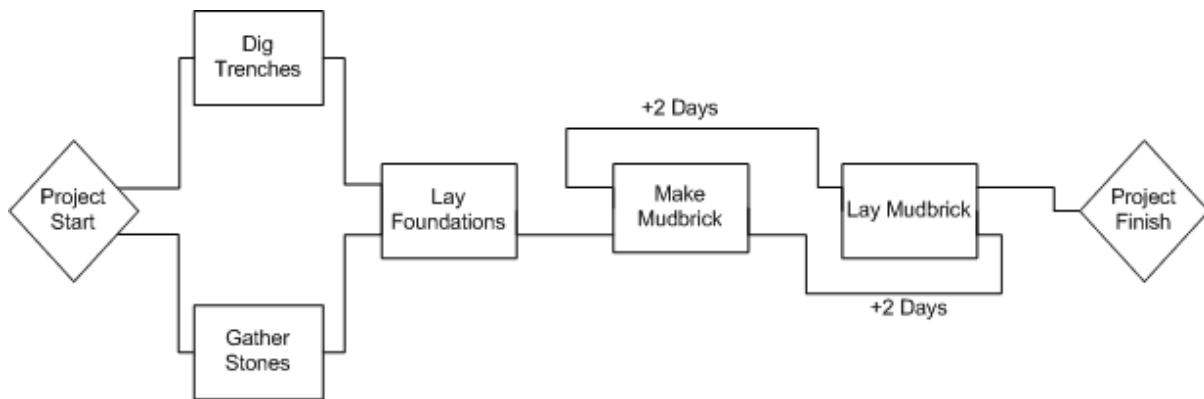 Dig
Trenches
+2 Days
Project
Start
Lay
Foundations
Make
Mudbrick
Lay Mudbrick
Project
Finish
+2 Days
Gather
Stones